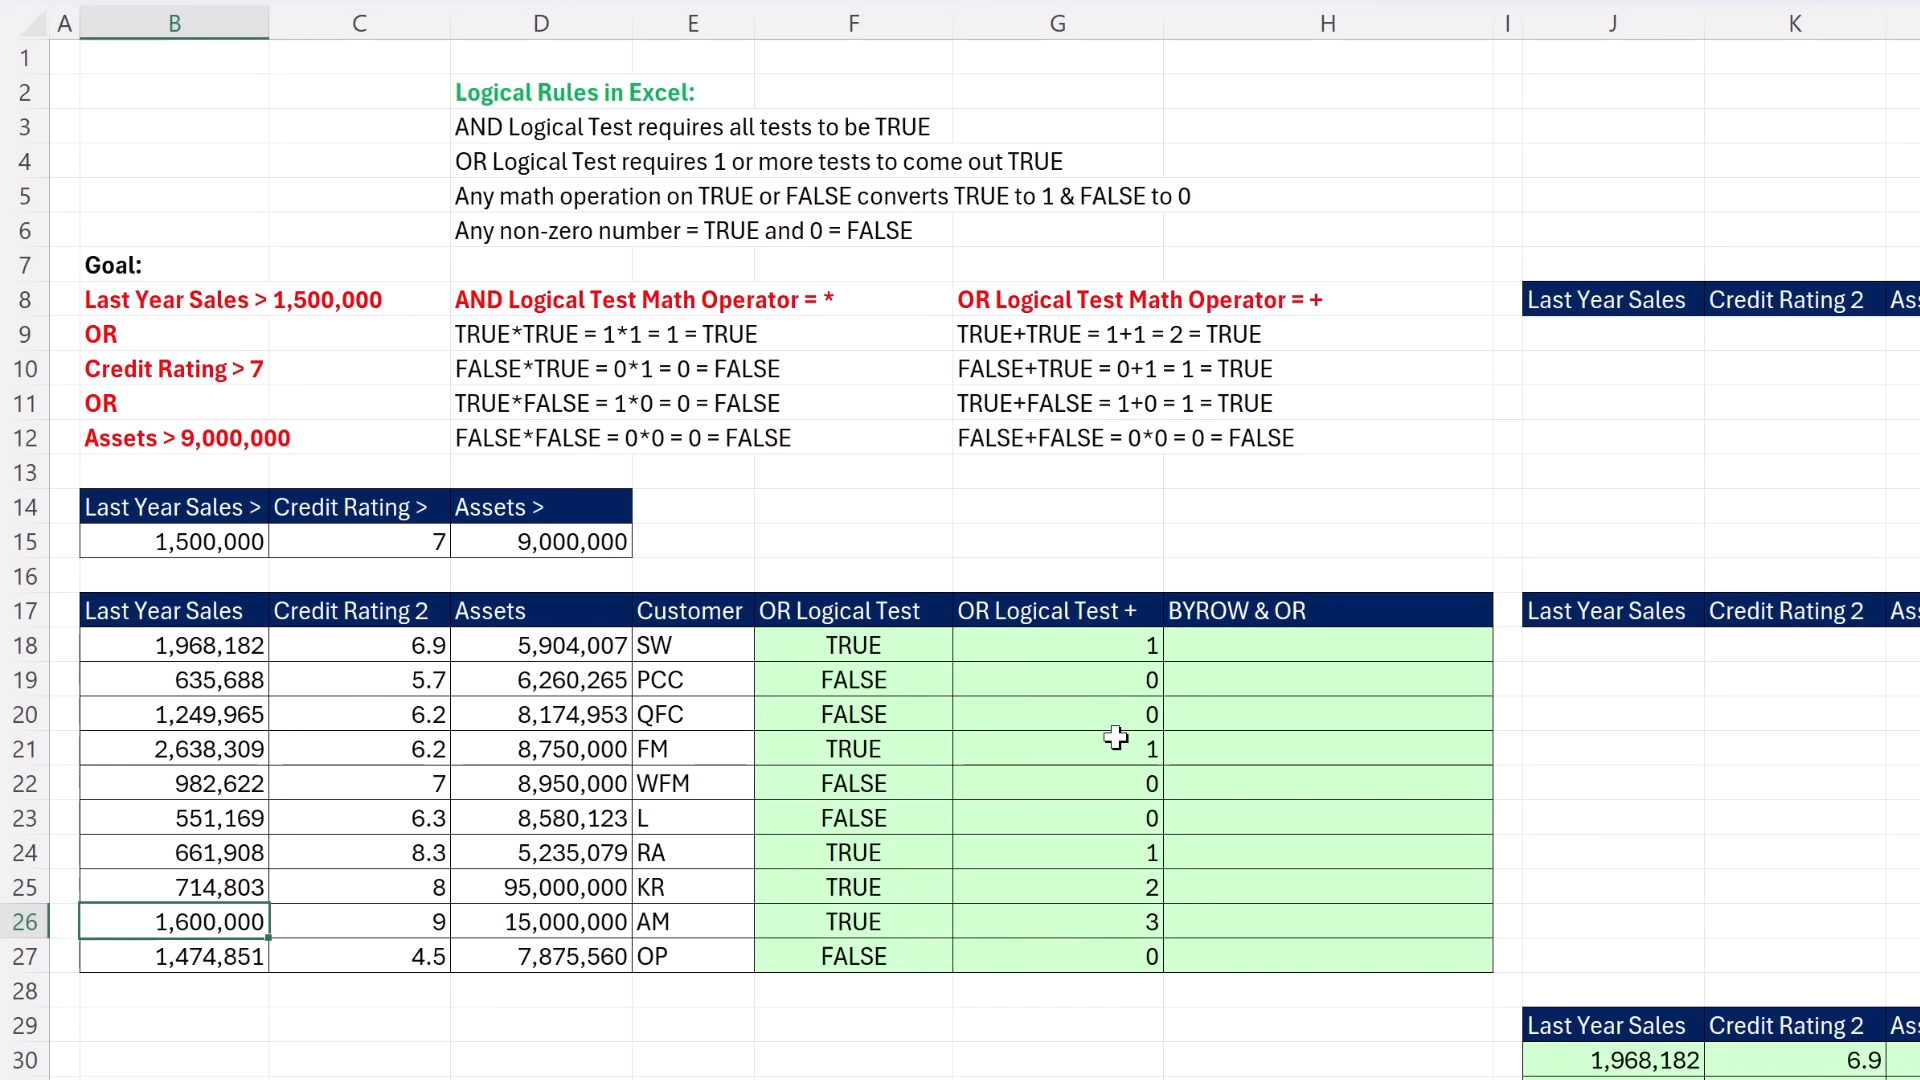 A B C D E F G H I J K
1
2 Logical Rules in Excel:
3 AND Logical Test requires all tests to be TRUE
4 OR Logical Test requires 1 or more tests to come out TRUE
5 Any math operation on TRUE or FALSE converts TRUE to 1 & FALSE to 0
6 Any non-zero number = TRUE and 0 = FALSE
7 Goal:
8 Last Year Sales > 1,500,000 AND Logical Test Math Operator = * OR Logical Test Math Operator = + Last Year Sales Credit Rating 2 Ass
9 OR TRUE*TRUE = 1*1 = 1 = TRUE TRUE+TRUE = 1+1 = 2 = TRUE
10 Credit Rating > 7 FALSE*TRUE = 0*1 = 0 = FALSE FALSE+TRUE = 0+1 = 1 = TRUE
11 OR TRUE*FALSE = 1*0 = 0 = FALSE TRUE+FALSE = 1+0 = 1 = TRUE
12 Assets > 9,000,000 FALSE*FALSE = 0*0 = 0 = FALSE FALSE+FALSE = 0*0 = 0 = FALSE
13
14 Last Year Sales > Credit Rating > Assets >
15 1,500,000 7 9,000,000
16
17 Last Year Sales Credit Rating 2 Assets Customer OR Logical Test OR Logical Test + BYROW & OR Last Year Sales Credit Rating 2 Ass
18 1,968,182 6.9 5,904,007 SW TRUE 1
19 635,688 5.7 6,260,265 PCC FALSE 0
20 1,249,965 6.2 8,174,953 QFC FALSE 0
21 2,638,309 6.2 8,750,000 FM TRUE 1
22 982,622 7 8,950,000 WFM FALSE 0
23 551,169 6.3 8,580,123 L FALSE 0
24 661,908 8.3 5,235,079 RA TRUE 1
25 714,803 8 95,000,000 KR TRUE 2
26 1,600,000 9 15,000,000 AM TRUE 3
27 1,474,851 4.5 7,875,560 OP FALSE 0
28
29 Last Year Sales Credit Rating 2 Ass
30 1,968,182 6.9